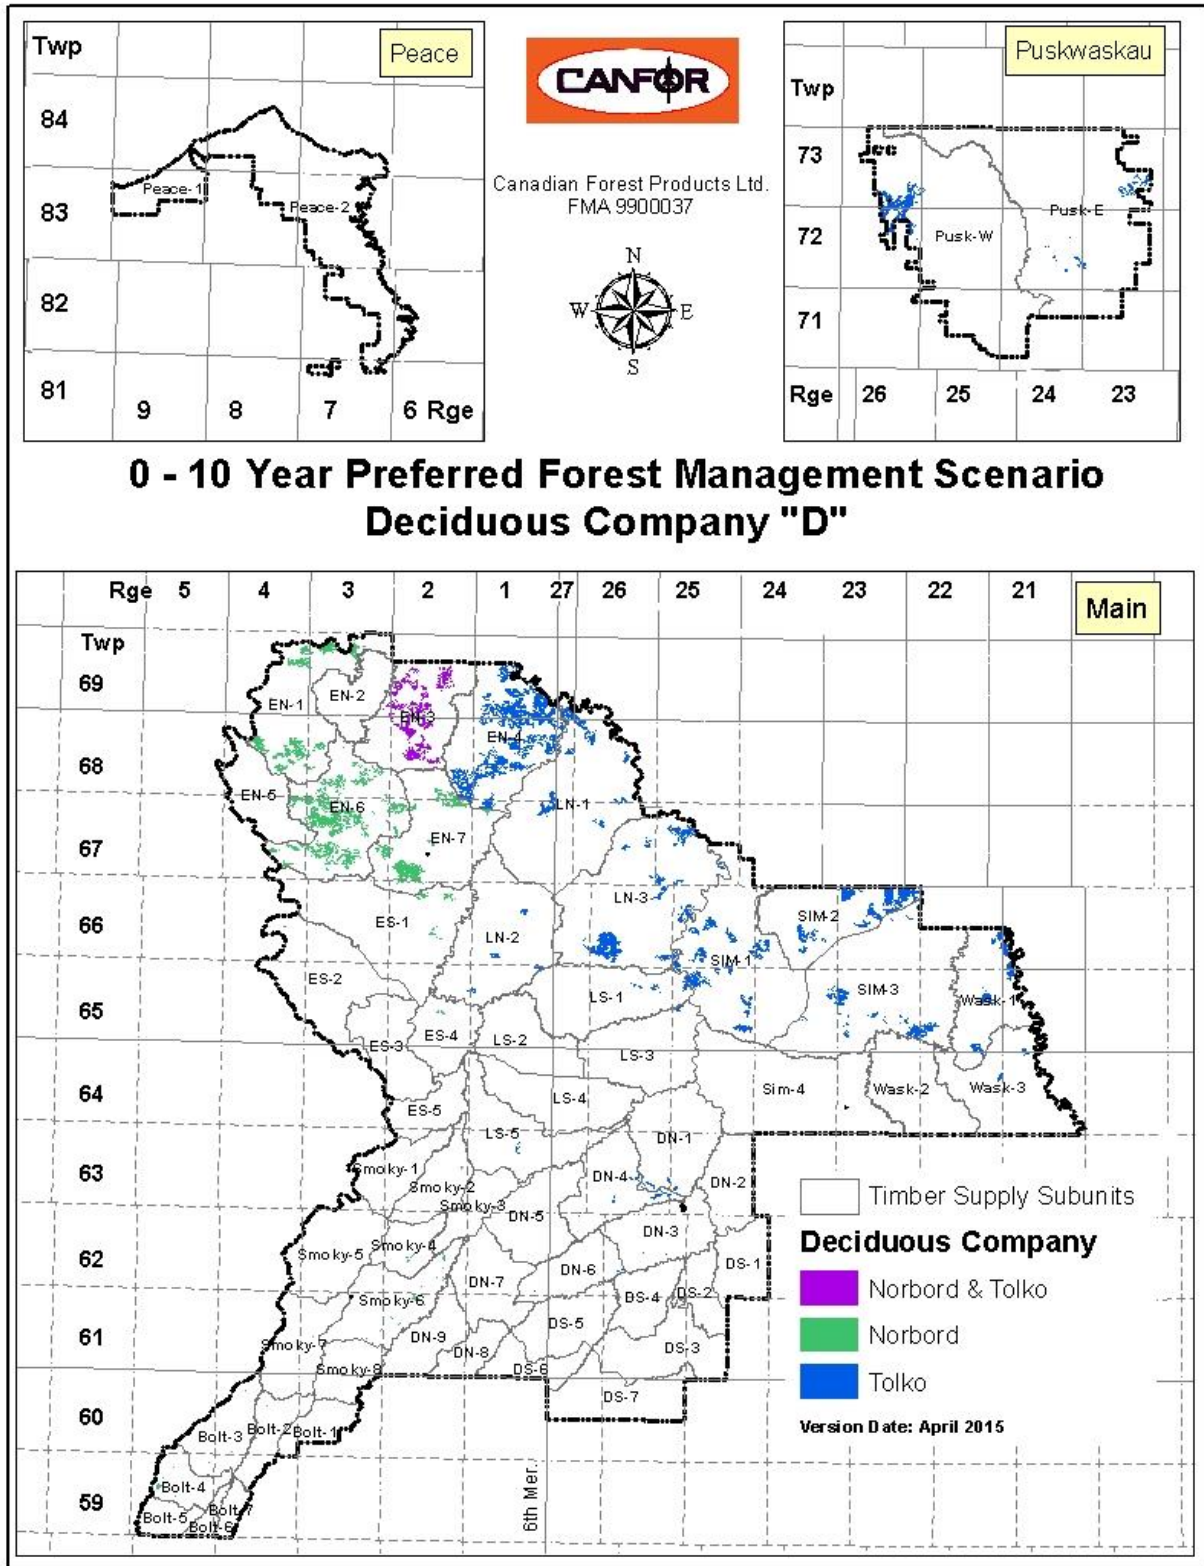 Twp
Peace
84
83
82
81
Peace-1
Peace-2
9 8 7 6 Rge
CANFOR
Canadian Forest Products Ltd.
FMA 9900037
N
W E
S
Puskwaskau
Twp
73
72
71
Pusk-W
Pusk-E
Rge 26 25 24 23
0 - 10 Year Preferred Forest Management Scenario
Deciduous Company "D"
Rge 5 4 3 2 1 27 26 25 24 23 22 21
Main
Twp
69
68
67
66
65
64
63
62
61
60
59
EN-1
EN-2
EN-3
EN-4
EN-5
EN-6
EN-7
LN-1
LN-3
LN-2
ES-1
ES-2
SIM-2
SIM-1
SIM-3
Wask-1
LS-1
ES-4
ES-3
LS-2
LS-3
LS-4
Sim-4
Wask-2
Wask-3
ES-5
LS-5
DN-1
Smoky-1
Smoky-2
Smoky-3
DN-4
DN-2
DN-5
DN-3
Smoky-5
Smoky-4
DN-7
DN-6
DS-1
DS-4
DS-2
Smoky-6
DS-5
DN-9
DN-8
DS-3
Smoky-7
Smoky-8
DS-6
DS-7
Bolt-3
Bolt-2
Bolt-1
Bolt-4
Bolt-5
Bolt-7
Bolt-6
6th Mer.
Timber Supply Subunits
Deciduous Company
Norbord & Tolko
Norbord
Tolko
Version Date: April 2015